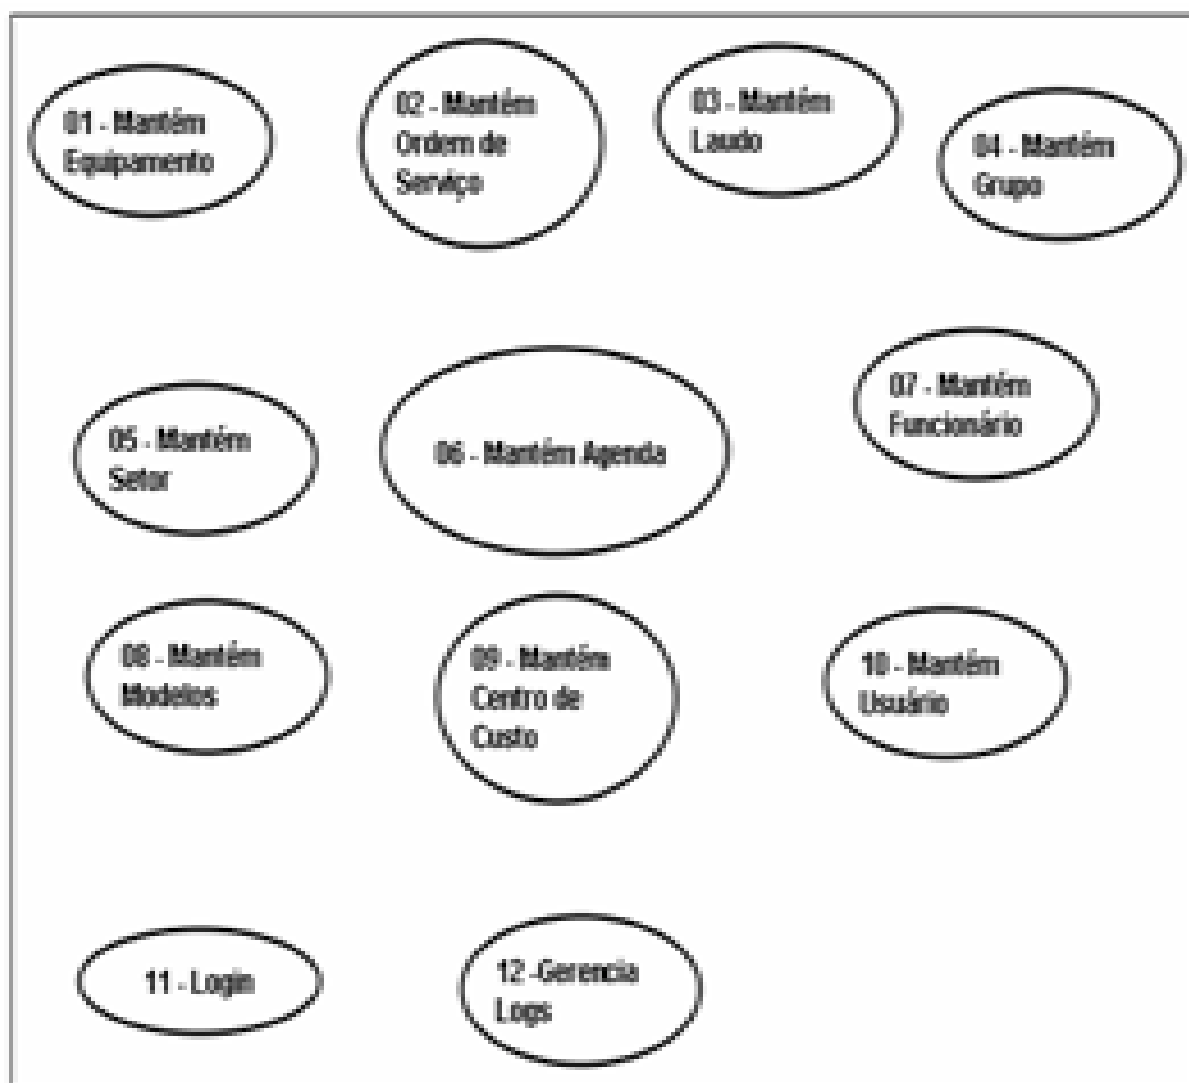 01 - Mantém
Equipamento
02 - Mantém
Ordem de
Serviço
03 - Mantém
Laudo
04 - Mantém
Grupo
05 - Mantém
Setor
06 - Mantém Agenda
07 - Mantém
Funcionário
08 - Mantém
Modelos
09 - Mantém
Centro de
Custo
10 - Mantém
Usuário
11 - Login
12 -Gerencia
Logs